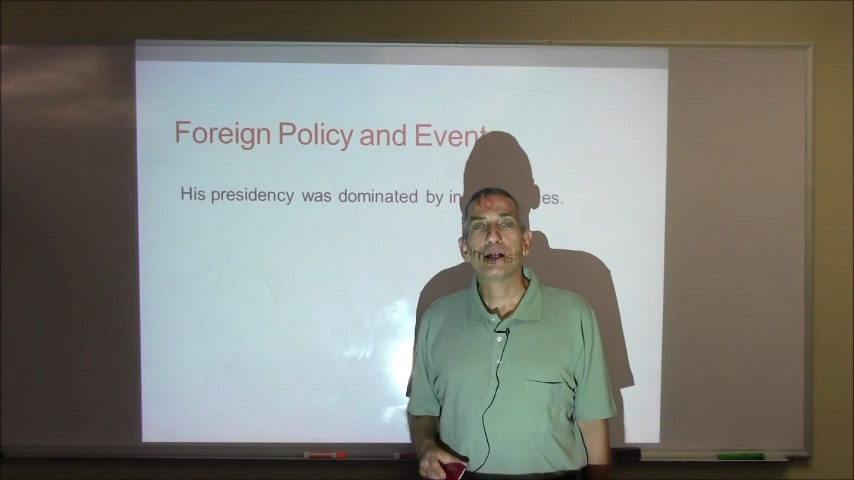 Foreign Policy and Event
His presidency was dominated by in es.